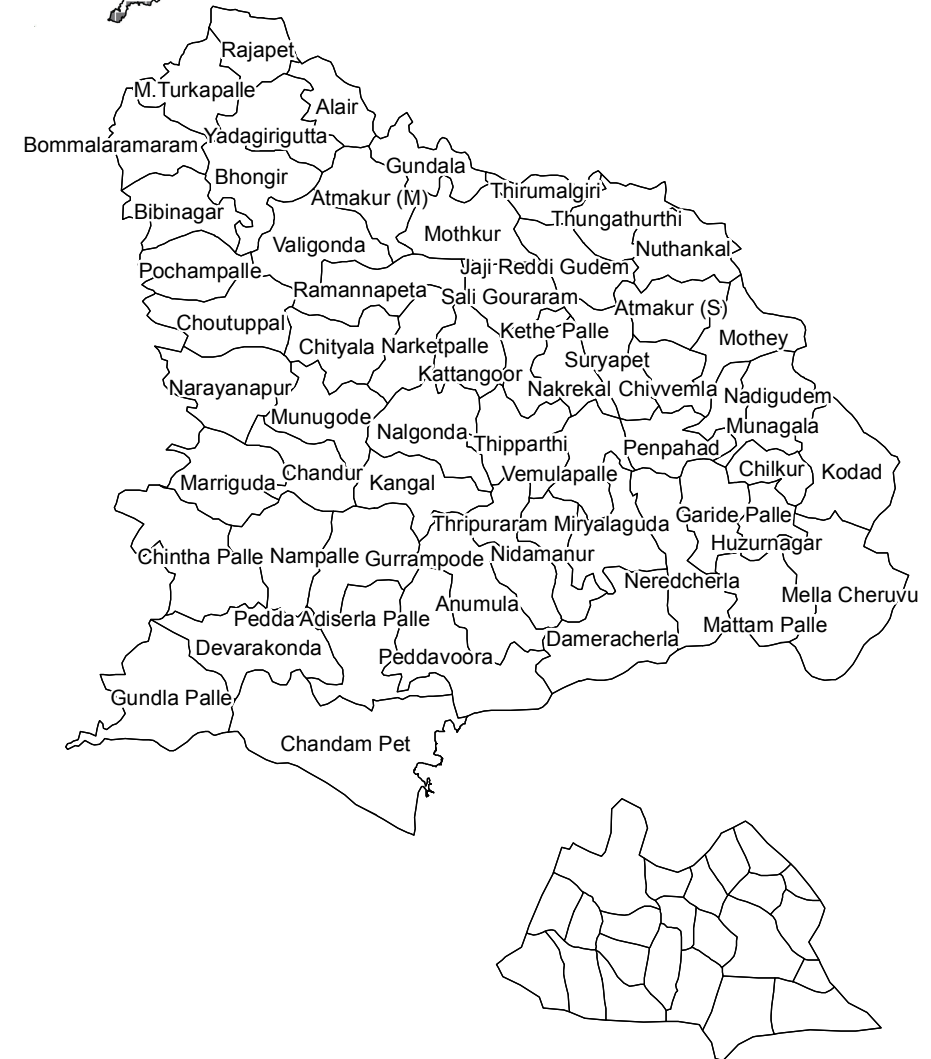 Rajapet
M.Turkapalle
Alair
Yadagirigutta
Bommalaramaram
Gundala
Bhongir
Thirumalgiri
Atmakur (M)
Bibinagar
Thungathurthi
Mothkur
Valigonda
Nuthankal
Pochampalle
Jaji Reddi Gudem
Ramannapeta
Sali Gouraram
Atmakur (S)
Choutuppal
Kethe Palle
Mothey
Chityala
Narketpalle
Suryapet
Kattangoor
Narayanapur
Nakrekal
Chivvemla
Nadigudem
Munugode
Munagala
Nalgonda
Thipparthi
Penpahad
Chilkur
Kodad
Chandur
Vemulapalle
Marriguda
Kangal
Garide Palle
Thripuraram
Miryalaguda
Huzurnagar
Chintha Palle
Nampalle
Gurrampode
Nidamanur
Neredcherla
Mella Cheruvu
Anumula
Pedda Adiserla Palle
Mattam Palle
Dameracherla
Devarakonda
Peddavoora
Gundla Palle
Chandam Pet